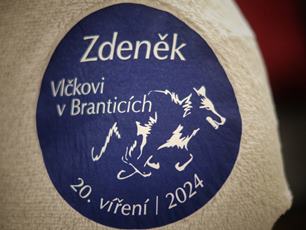 Zdeněk
Vlčkovi
v Branticích
20. víření | 2024